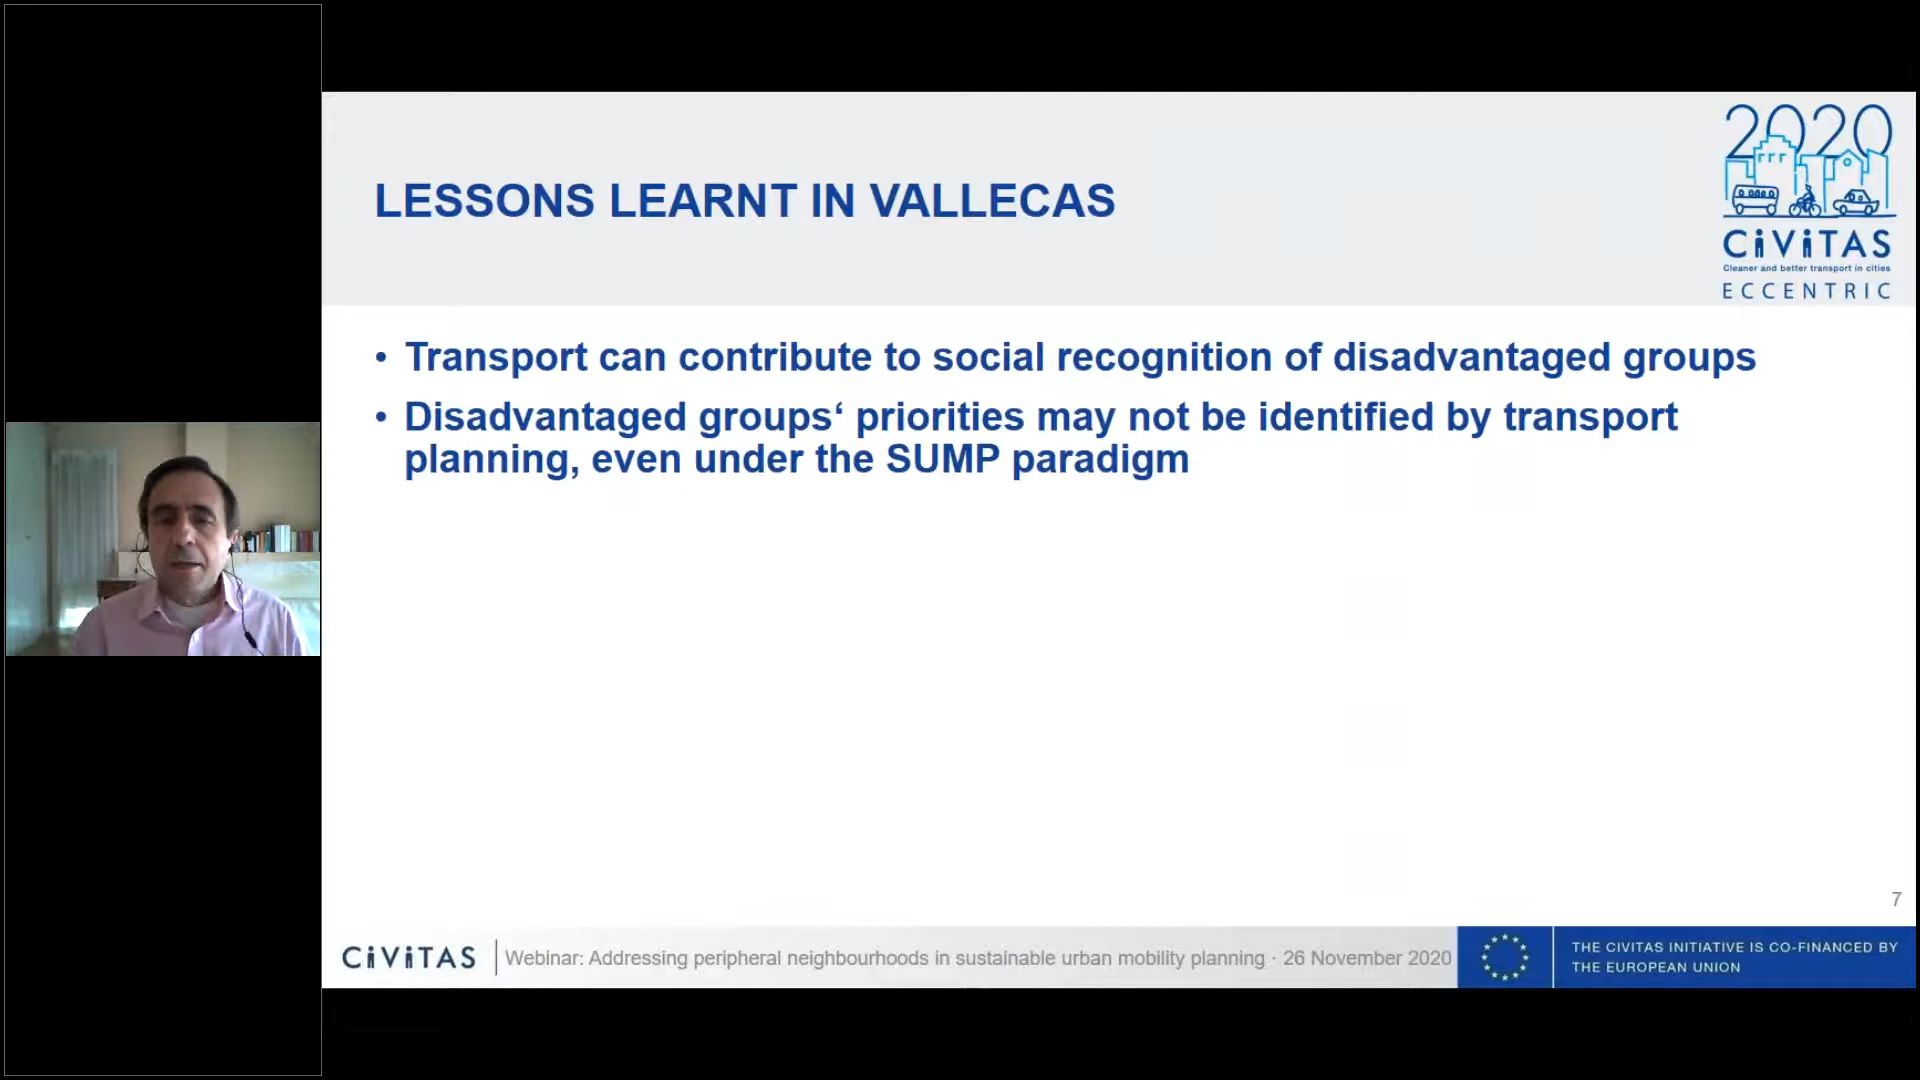 LESSONS LEARNT IN VALLECAS
2020
CiViTAS
Cleaner and better transport in cities
ECCENTRIC
• Transport can contribute to social recognition of disadvantaged groups
• Disadvantaged groups‘ priorities may not be identified by transport
planning, even under the SUMP paradigm
7
CiViTAS
Webinar: Addressing peripheral neighbourhoods in sustainable urban mobility planning · 26 November 2020
THE CIVITAS INITIATIVE IS CO-FINANCED BY
THE EUROPEAN UNION